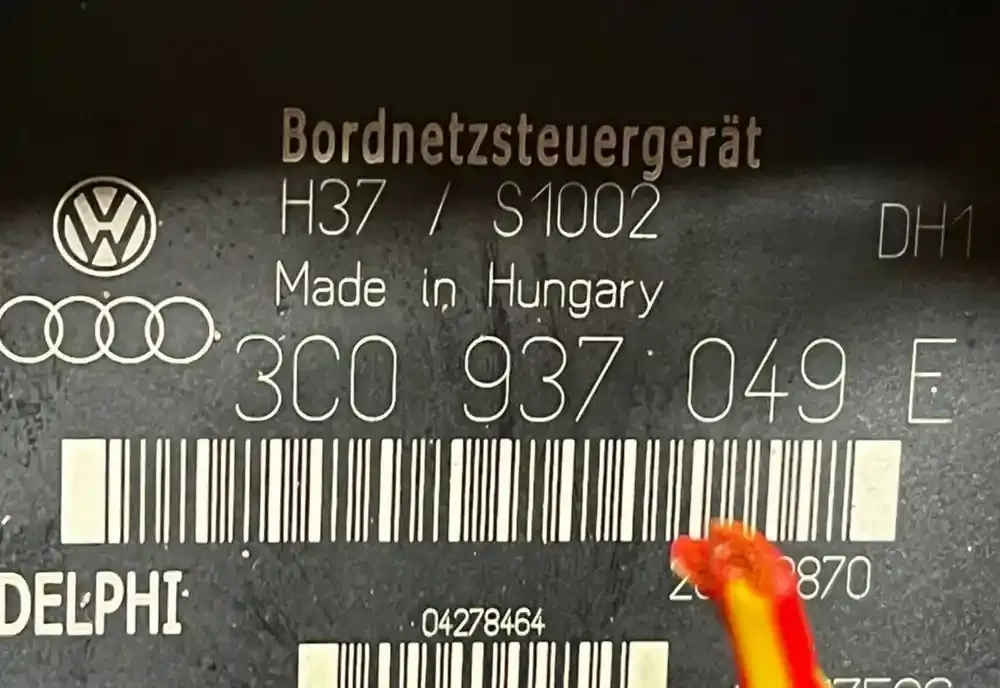 Bordnetzsteuergerät
H37 / S1002
DH1
Made in Hungary
3C0 937 049 E
DELPHI
04278464